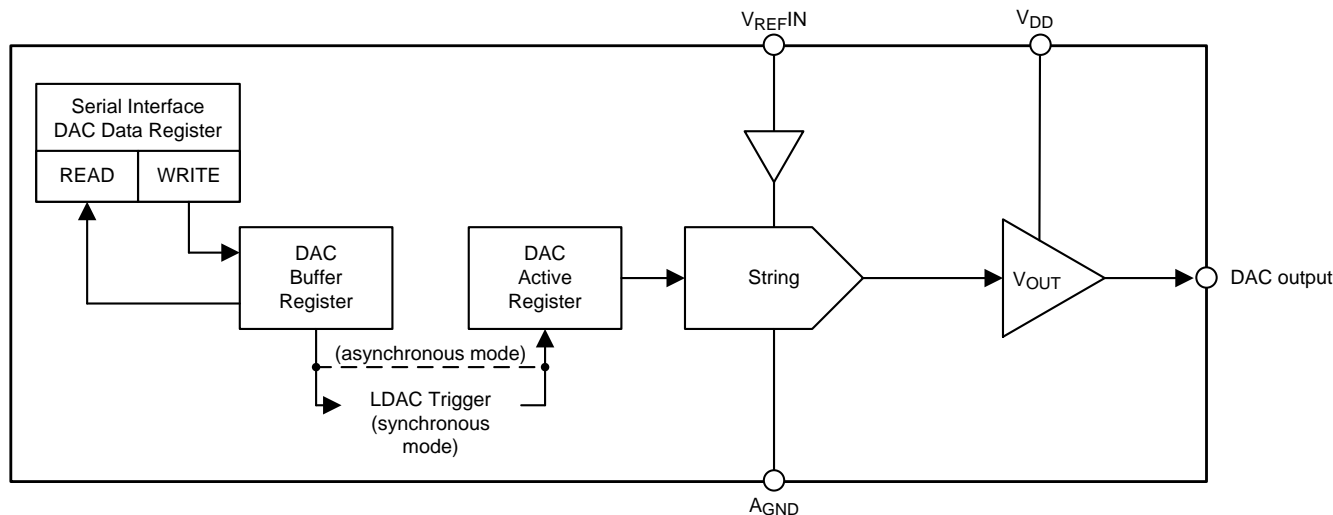 VREFIN
VDD
Serial Interface
DAC Data Register
READ
WRITE
DAC
Buffer
Register
DAC
Active
Register
String
VOUT
DAC output
(asynchronous mode)
LDAC Trigger
(synchronous
mode)
AGND